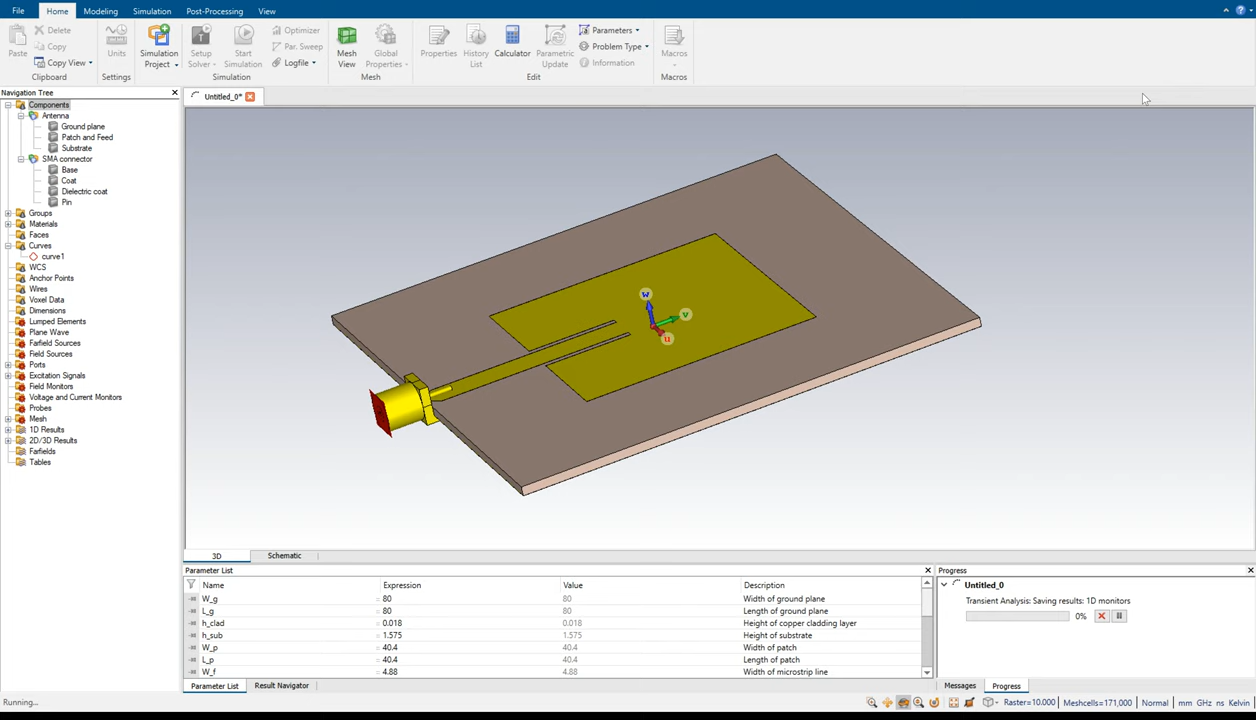 File Home Modeling Simulation Post-Processing View
Paste Delete Copy Copy View Clipboard
Units Settings
Simulation Project Setup Solver Start Simulation Optimizer Par. Sweep Logfile Simulation
Mesh View Global Properties Mesh
Properties History List Calculator Parametric Update Parameters Problem Type Information Edit
Macros Macros
Navigation Tree
Untitled_0*
Components
Antenna
Ground plane
Patch and Feed
Substrate
SMA connector
Base
Coat
Dielectric coat
Pin
Groups
Materials
Faces
Curves
curve1
WCS
Anchor Points
Wires
Voxel Data
Dimensions
Lumped Elements
Plane Wave
Farfield Sources
Field Sources
Ports
Excitation Signals
Field Monitors
Voltage and Current Monitors
Probes
Mesh
1D Results
2D/3D Results
Farfields
Tables
w
v
u
3D Schematic
Parameter List
Name Expression Value Description
W_g = 80 80 Width of ground plane
L_g = 80 80 Length of ground plane
h_clad = 0.018 0.018 Height of copper cladding layer
h_sub = 1.575 1.575 Height of substrate
W_p = 40.4 40.4 Width of patch
L_p = 40.4 40.4 Length of patch
W_f = 4.88 4.88 Width of microstrip line
Parameter List Result Navigator
Progress
Untitled_0
Transient Analysis: Saving results: 1D monitors
0%
Messages Progress
Running... Raster=10.000 Meshcells=171,000 Normal mm GHz ns Kelvin